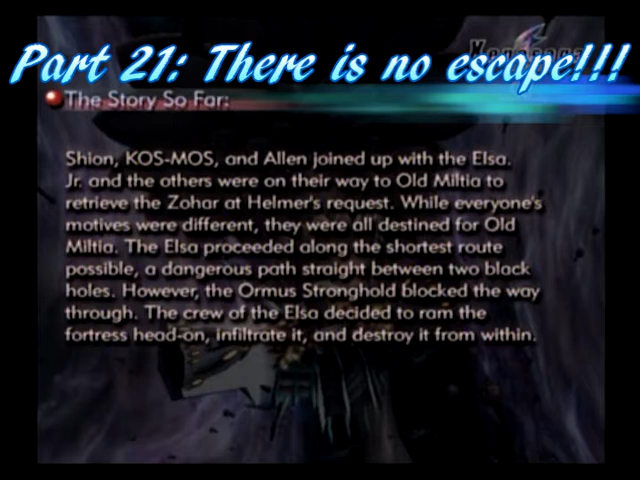 Xenosaga
Part 21: There is no escape!!!
The Story So Far:
Shion, KOS-MOS, and Allen joined up with the Elsa.
Jr. and the others were on their way to Old Miltia to
retrieve the Zohar at Helmer's request. While everyone's
motives were different, they were all destined for Old
Miltia. The Elsa proceeded along the shortest route
possible, a dangerous path straight between two black
holes. However, the Ormus Stronghold blocked the way
through. The crew of the Elsa decided to ram the
fortress head-on, infiltrate it, and destroy it from within.